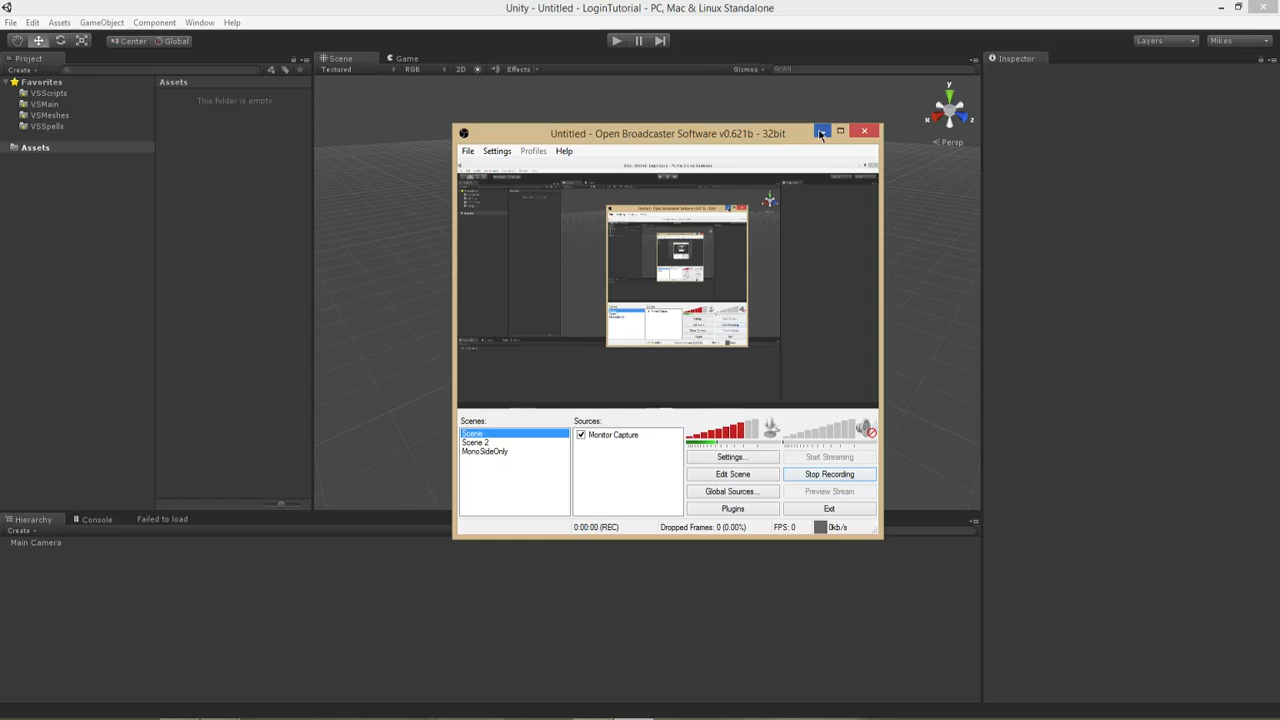 Unity - Untitled - LoginTutorial - PC, Mac & Linux Standalone
File Edit Assets GameObject Component Window Help
Center Global Layers Mikes
Project Scene Game Inspector
Create Textured RGB 2D Effects Gizmos All
Favorites
VSScripts
VSMain
VSMeshes
VSSpells
Assets
Assets
This folder is empty
y
x
z
Persp
Untitled - Open Broadcaster Software v0.621b - 32bit
File Settings Profiles Help
Scenes: Sources:
Scene
Scene 2
MonoSideOnly
Monitor Capture
Settings... Start Streaming
Edit Scene Stop Recording
Global Sources... Preview Stream
Plugins Exit
0:00:00 (REC) Dropped Frames: 0 (0.00%) FPS: 0 0kb/s
Hierarchy Console Failed to load
Create
Main Camera